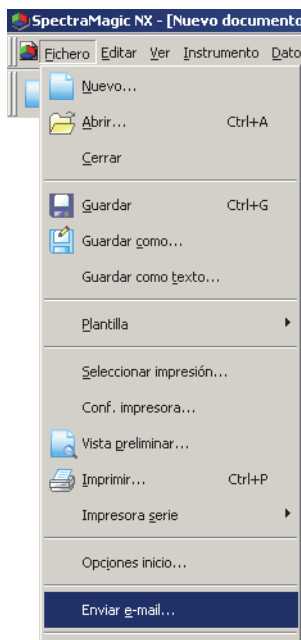 SpectraMagic NX - [Nuevo documento
Fichero Editar Ver Instrumento Dato
Nuevo...
Abrir... Ctrl+A
Cerrar
Guardar Ctrl+G
Guardar como...
Guardar como texto...
Plantilla
Seleccionar impresión...
Conf. impresora...
Vista preliminar...
Imprimir... Ctrl+P
Impresora serie
Opciones inicio...
Enviar e-mail...